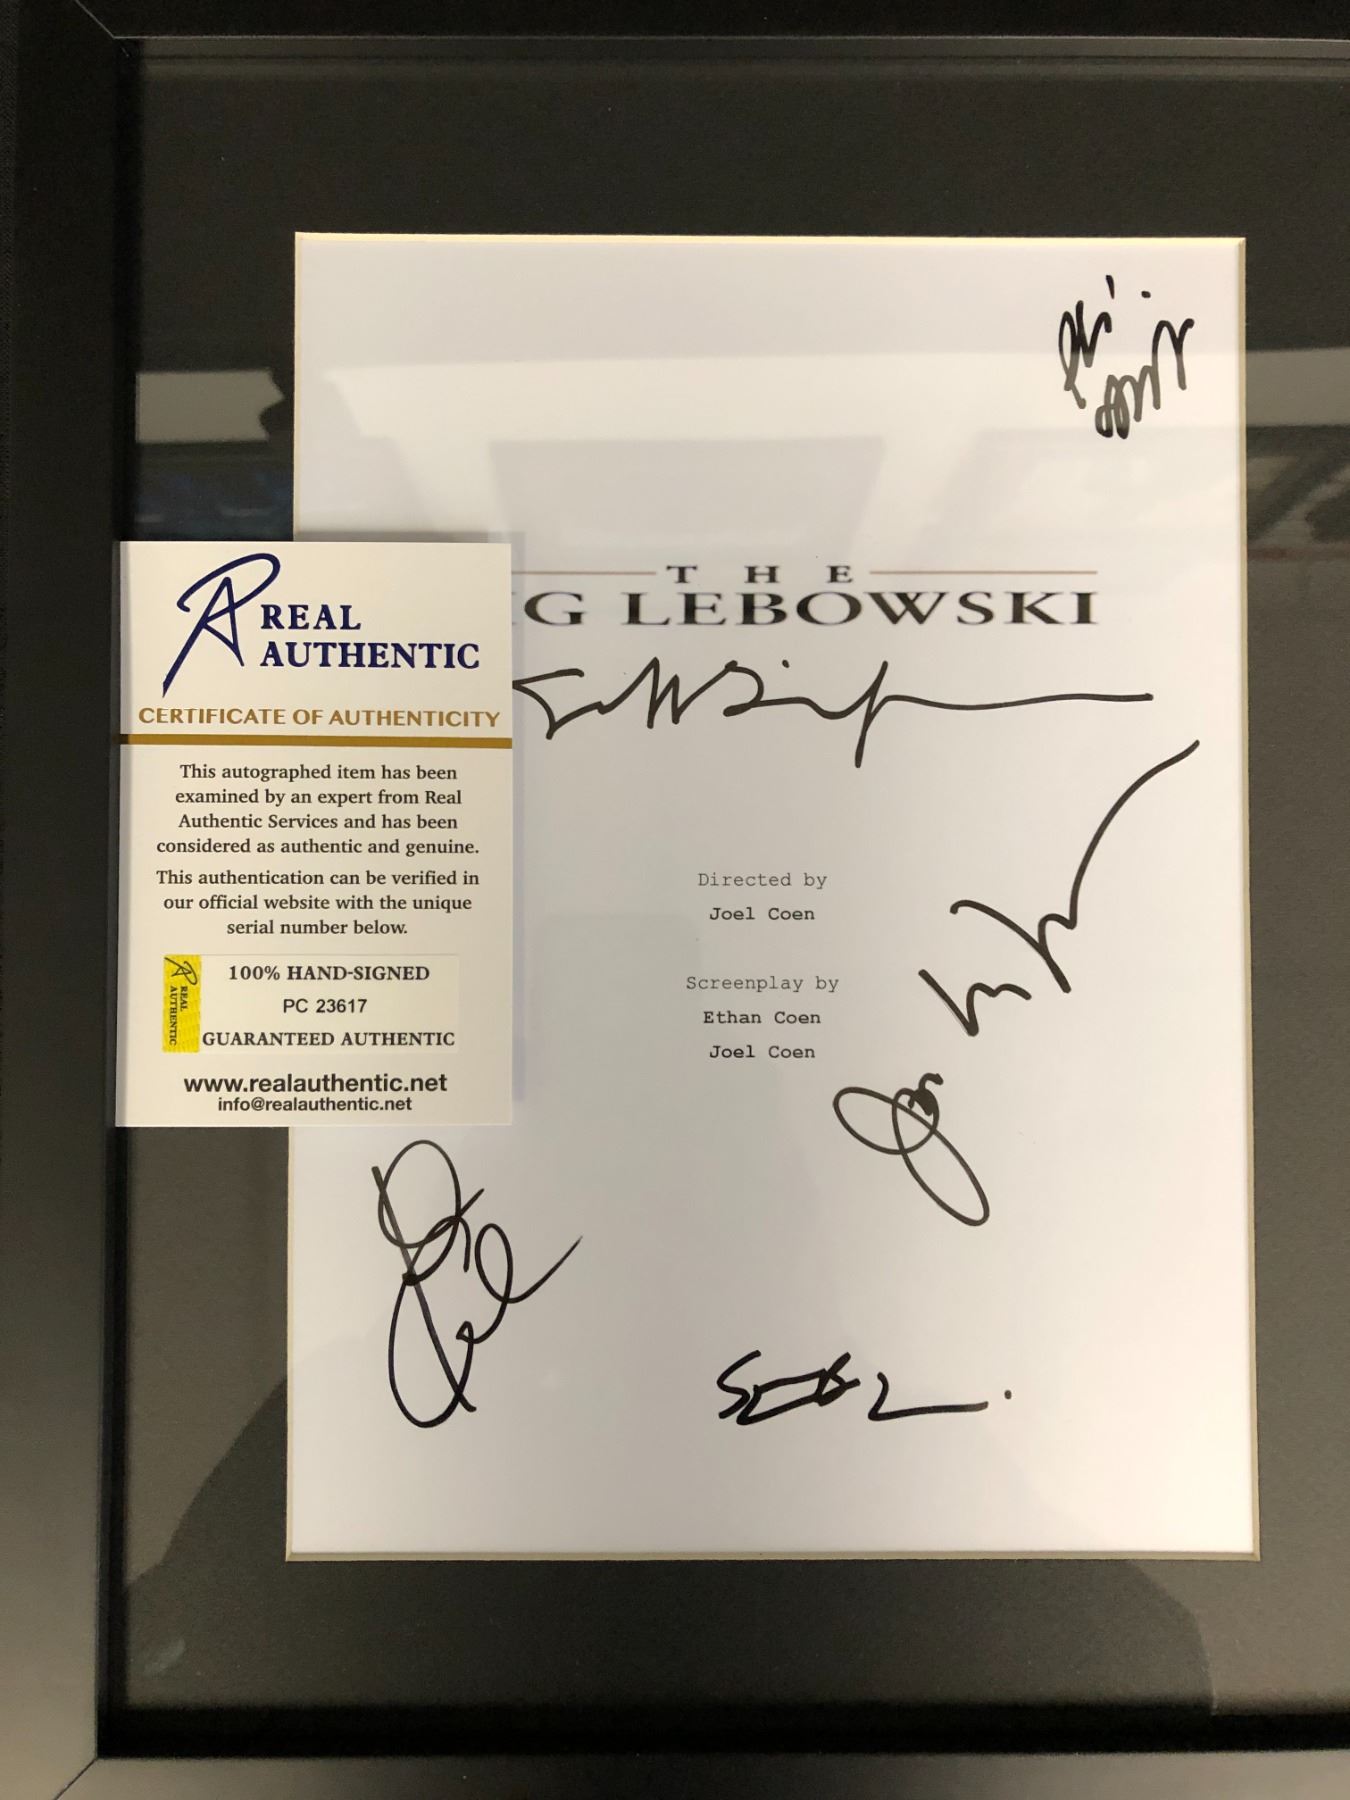 THE
G LEBOWSKI
REAL
AUTHENTIC
CERTIFICATE OF AUTHENTICITY
This autographed item has been
examined by an expert from Real
Authentic Services and has been
considered as authentic and genuine.
This authentication can be verified in
our official website with the unique
serial number below.
REAL
AUTHENTIC
100% HAND-SIGNED
PC 23617
GUARANTEED AUTHENTIC
www.realauthentic.net
info@realauthentic.net
Directed by
Joel Coen
Screenplay by
Ethan Coen
Joel Coen